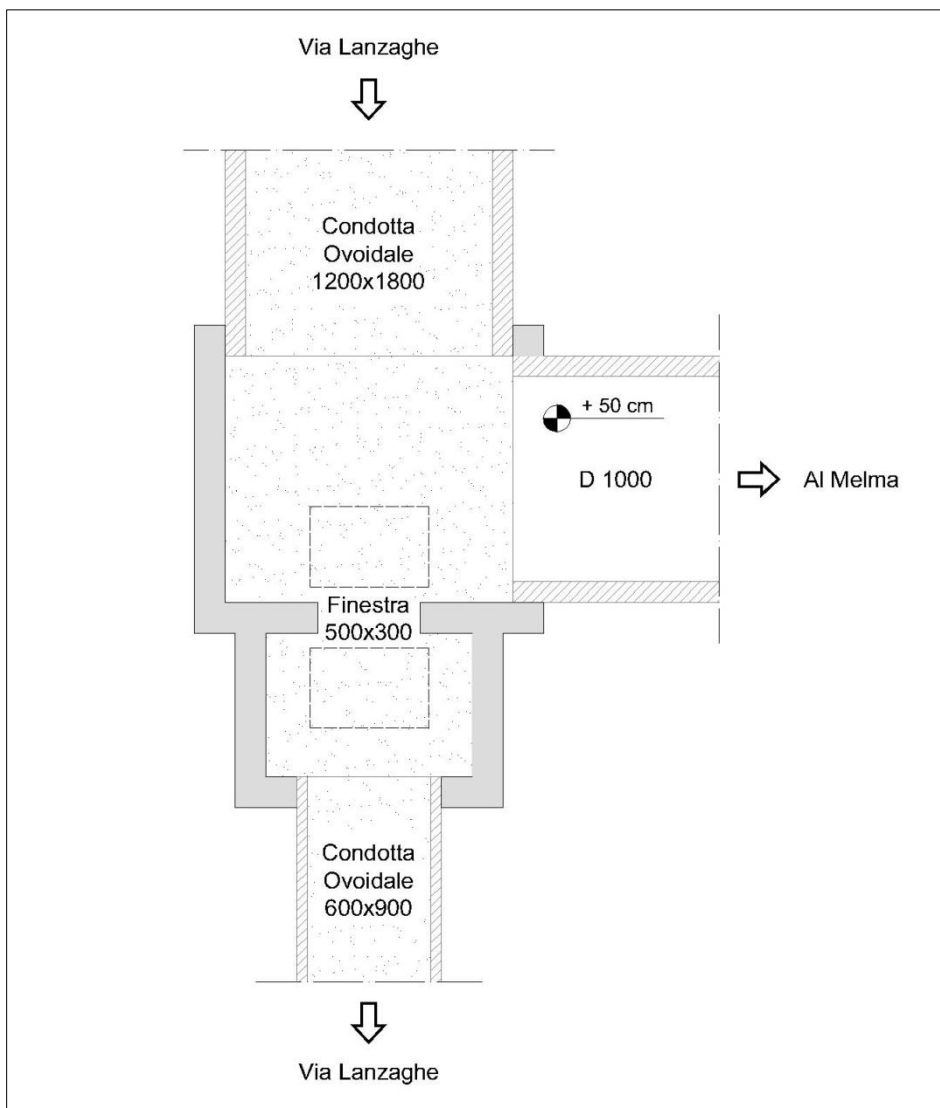 Via Lanzaghe
Condotta
Ovoidale
1200x1800
+ 50 cm
D 1000
Al Melma
Finestra
500x300
Condotta
Ovoidale
600x900
Via Lanzaghe